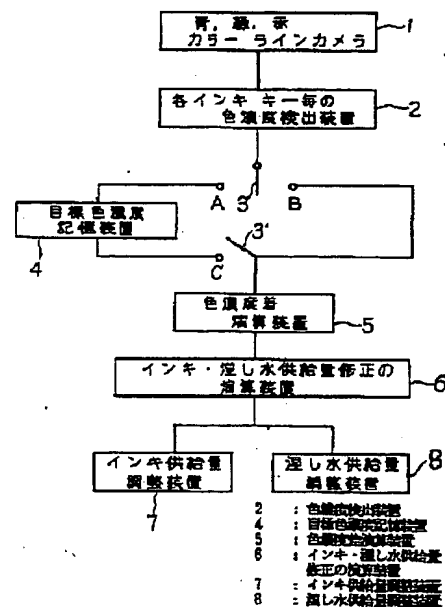 青, 緑, 赤
カラー ラインカメラ
1
各インキ キー毎の
色濃度検出装置
2
A
3
B
目標色濃度
記憶装置
4
3'
C
色濃度差
演算装置
5
インキ・湿し水供給量修正の
演算装置
6
インキ供給量
調整装置
7
湿し水供給量
調整装置
8
2 : 色濃度検出装置
4 : 目標色濃度記憶装置
5 : 色濃度差演算装置
6 : インキ・湿し水供給量
修正の演算装置
7 : インキ供給量調整装置
8 : 湿し水供給量調整装置